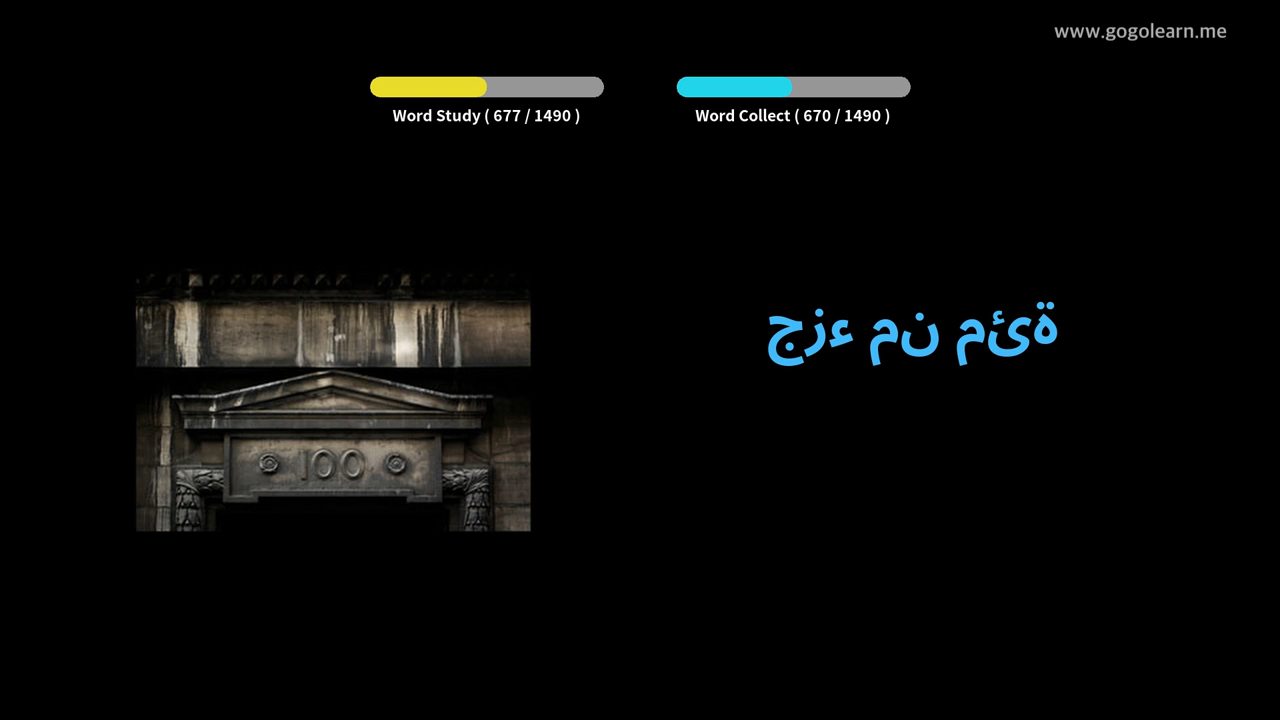 www.gogolearn.me
Word Study ( 677 / 1490 )
Word Collect ( 670 / 1490 )
جزء من مئة
100